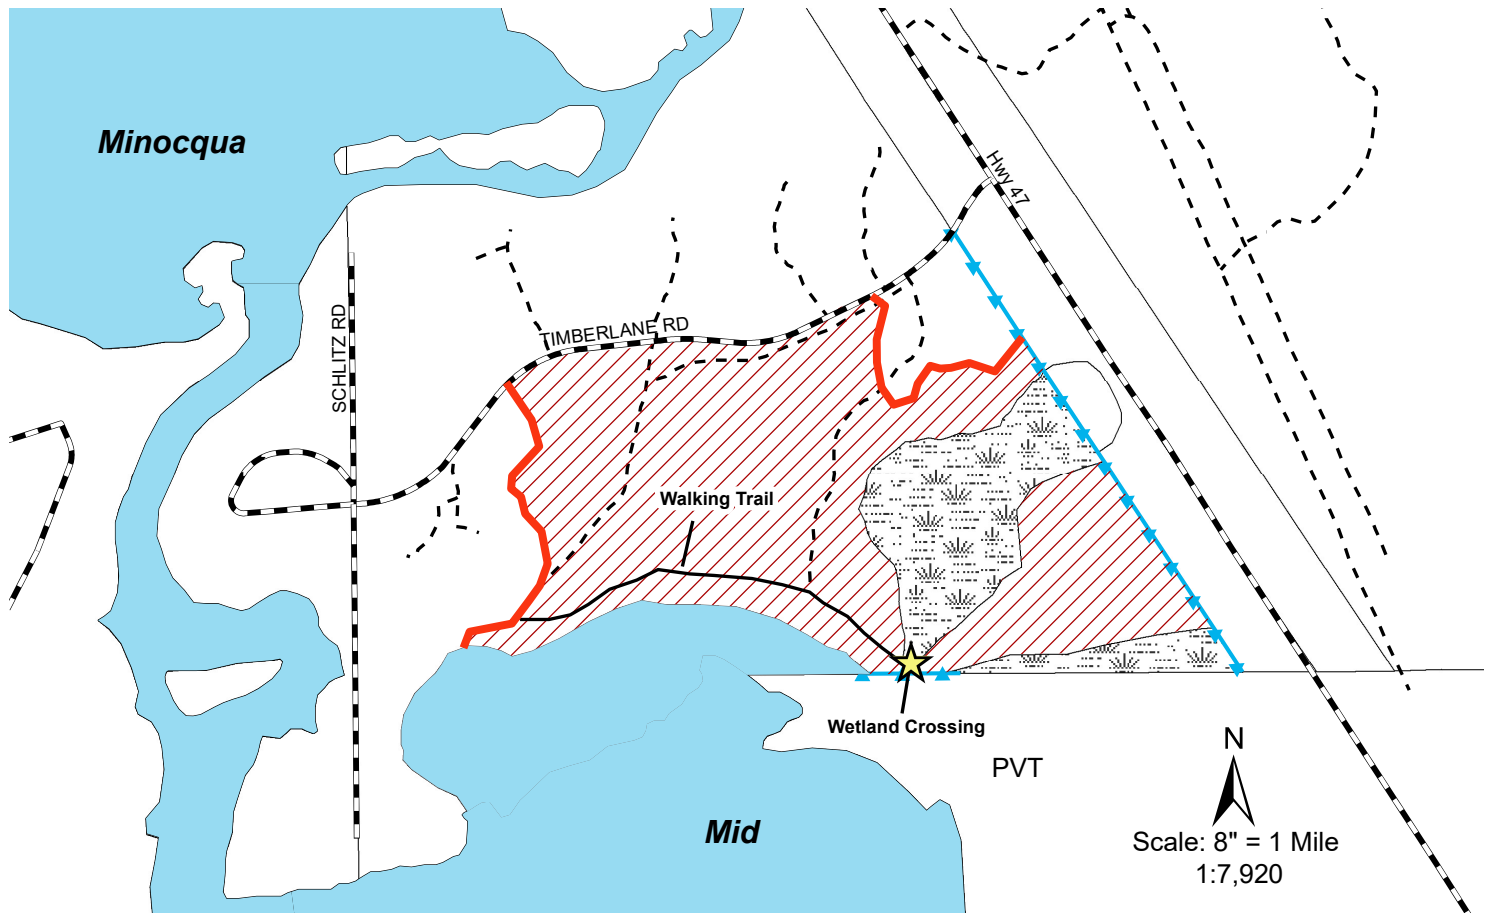 Minocqua
Hwy 47
SCHLITZ RD
TIMBERLANE RD
Walking Trail
Wetland Crossing
PVT
N
Mid
Scale: 8" = 1 Mile
1:7,920